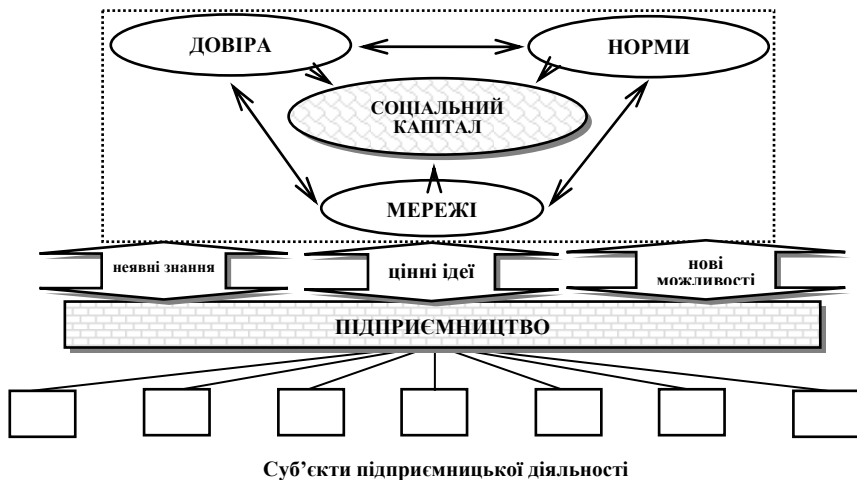 ДОВІРА
НОРМИ
СОЦІАЛЬНИЙ
КАПІТАЛ
МЕРЕЖІ
неявні знання
цінні ідеї
нові
можливості
ПІДПРИЄМНИЦТВО
Суб’єкти підприємницької діяльності